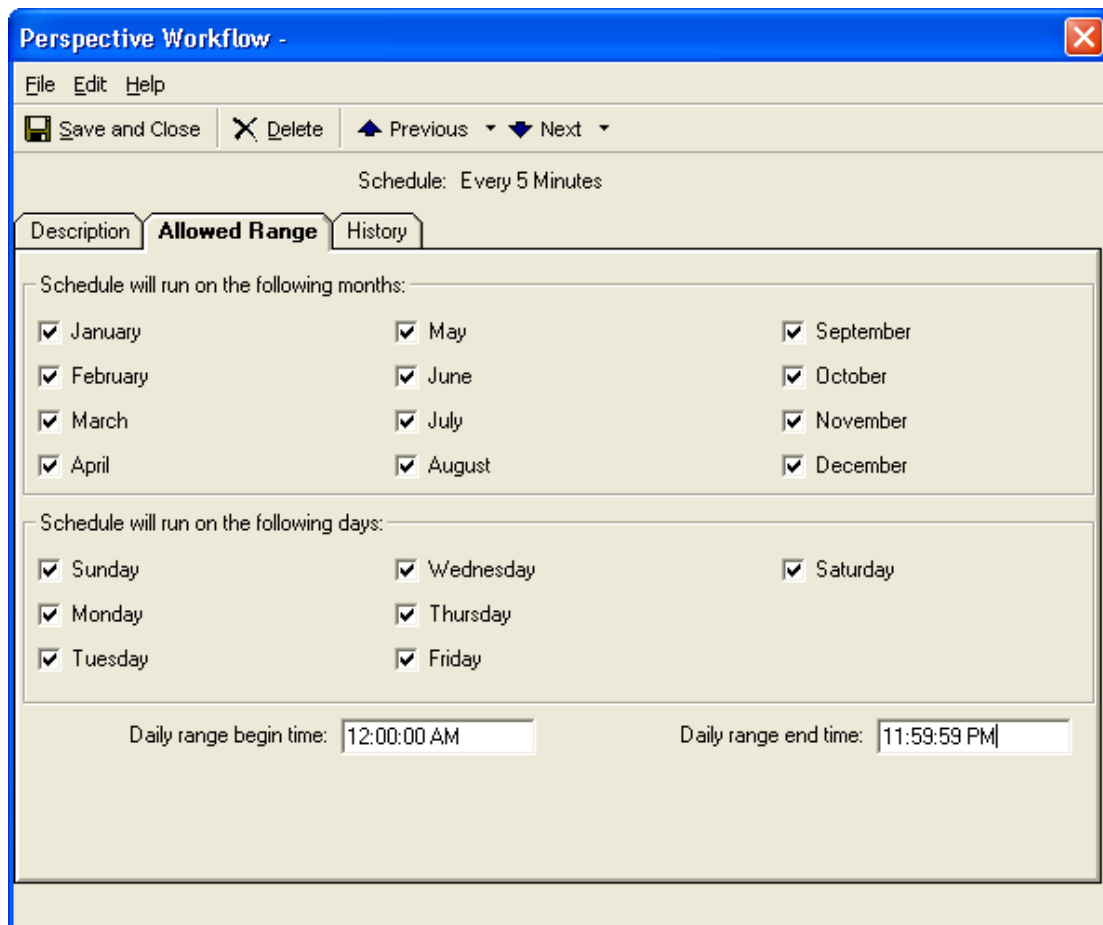 Perspective Workflow -
File Edit Help
Save and Close Delete Previous Next
Schedule: Every 5 Minutes
Description Allowed Range History
Schedule will run on the following months:
January May September
February June October
March July November
April August December
Schedule will run on the following days:
Sunday Wednesday Saturday
Monday Thursday
Tuesday Friday
Daily range begin time: 12:00:00 AM Daily range end time: 11:59:59 PM